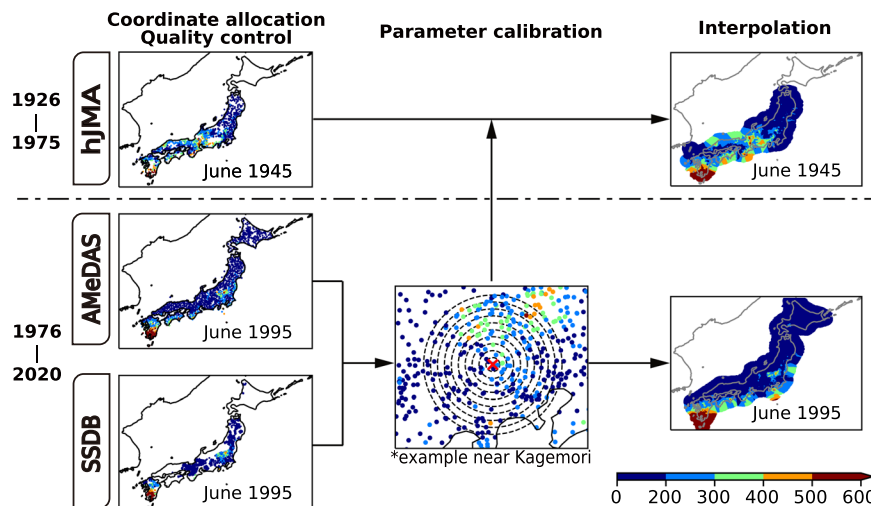 Coordinate allocation
Quality control
Parameter calibration
Interpolation
1926
1975
hJMA
June 1945
June 1945
AMeDAS
June 1995
1976
2020
SSDB
June 1995
*example near Kagemori
June 1995
0 200 300 400 500 600